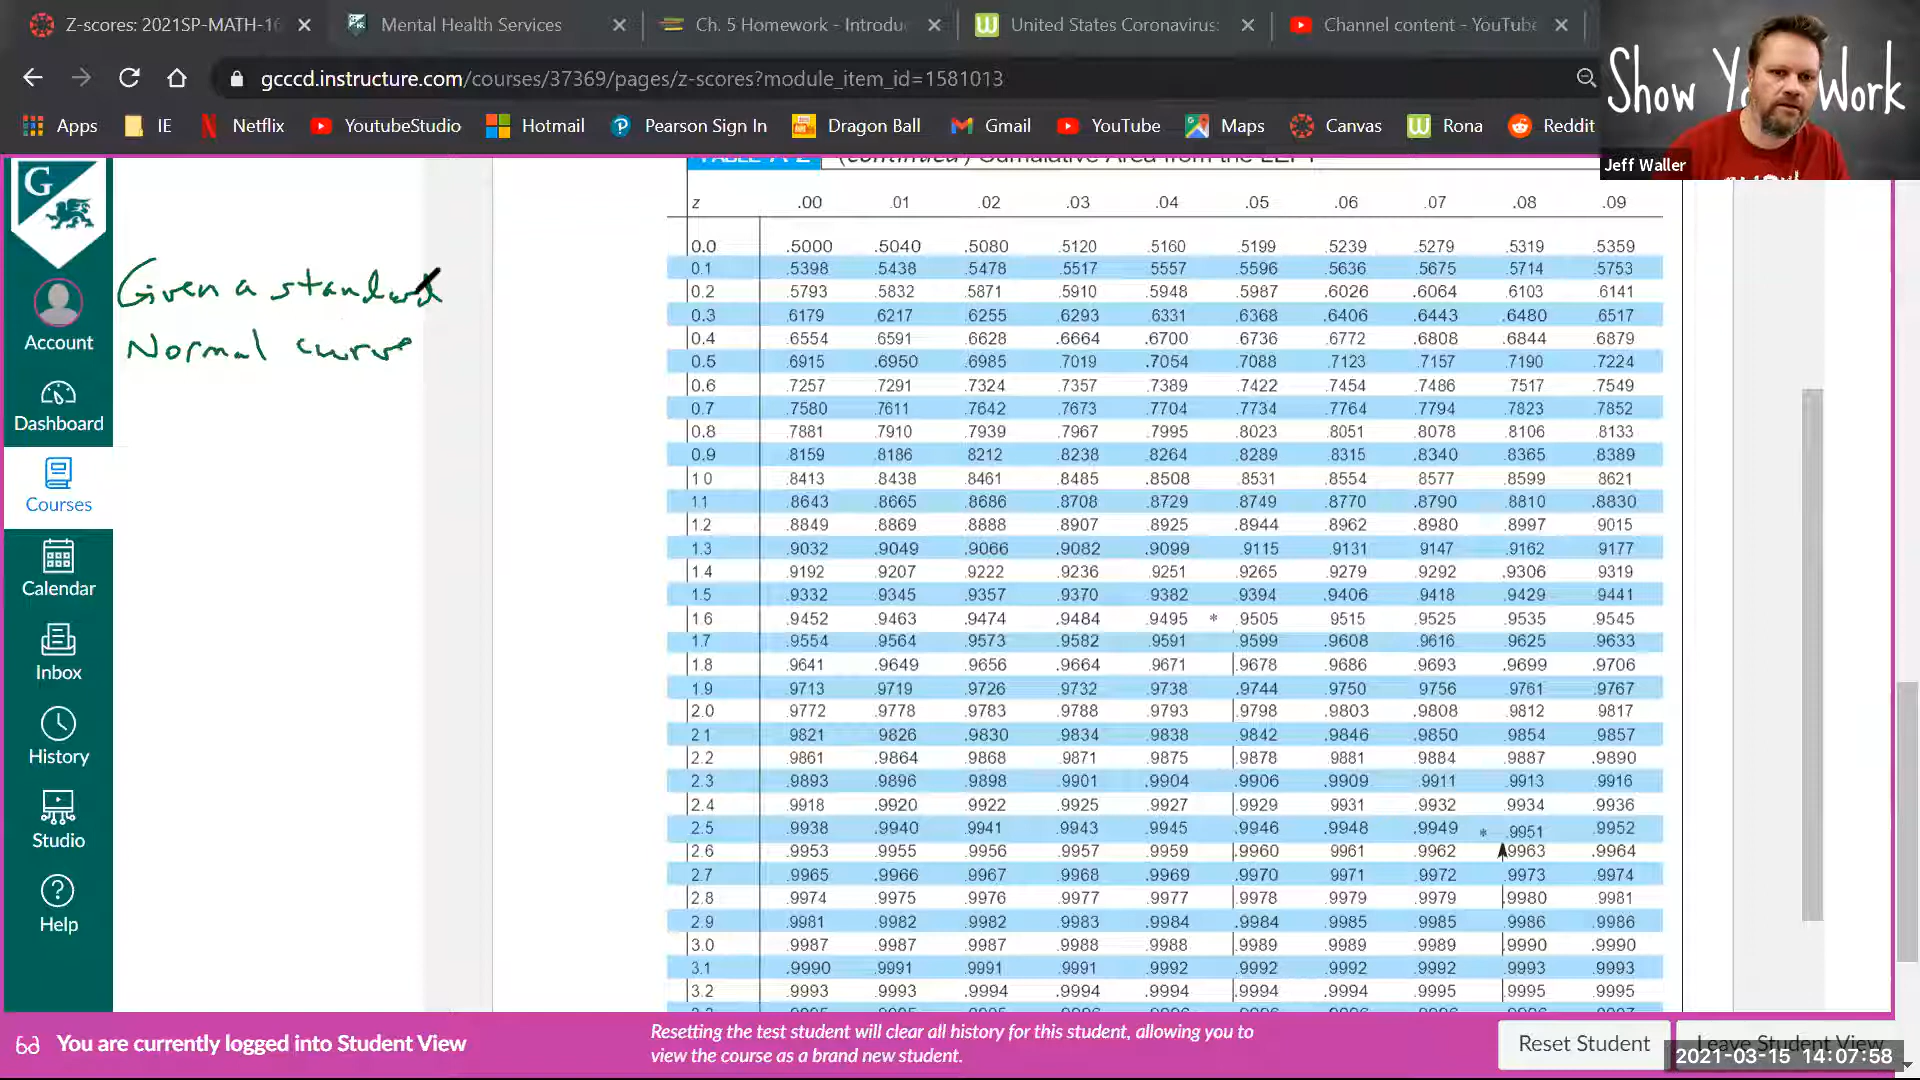 Z-scores: 2021SP-MATH-16
Mental Health Services
Ch. 5 Homework - Introdu
United States Coronavirus:
Channel content - YouTube
gcccd.instructure.com/courses/37369/pages/z-scores?module_item_id=1581013
Apps IE Netflix YoutubeStudio Hotmail Pearson Sign In Dragon Ball Gmail YouTube Maps Canvas Rona Reddit
Show Work
Jeff Waller
G
Account
Dashboard
Courses
Calendar
Inbox
History
Studio
Help
Given a standard
Normal curve
TABLE A-2 (continued) Cumulative Area from the LEFT
z .00 .01 .02 .03 .04 .05 .06 .07 .08 .09
0.0 .5000 .5040 .5080 .5120 .5160 .5199 .5239 .5279 .5319 .5359
0.1 .5398 .5438 .5478 .5517 .5557 .5596 .5636 .5675 .5714 .5753
0.2 .5793 .5832 .5871 .5910 .5948 .5987 .6026 .6064 .6103 .6141
0.3 .6179 .6217 .6255 .6293 .6331 .6368 .6406 .6443 .6480 .6517
0.4 .6554 .6591 .6628 .6664 .6700 .6736 .6772 .6808 .6844 .6879
0.5 .6915 .6950 .6985 .7019 .7054 .7088 .7123 .7157 .7190 .7224
0.6 .7257 .7291 .7324 .7357 .7389 .7422 .7454 .7486 .7517 .7549
0.7 .7580 .7611 .7642 .7673 .7704 .7734 .7764 .7794 .7823 .7852
0.8 .7881 .7910 .7939 .7967 .7995 .8023 .8051 .8078 .8106 .8133
0.9 .8159 .8186 .8212 .8238 .8264 .8289 .8315 .8340 .8365 .8389
1.0 .8413 .8438 .8461 .8485 .8508 .8531 .8554 .8577 .8599 .8621
1.1 .8643 .8665 .8686 .8708 .8729 .8749 .8770 .8790 .8810 .8830
1.2 .8849 .8869 .8888 .8907 .8925 .8944 .8962 .8980 .8997 .9015
1.3 .9032 .9049 .9066 .9082 .9099 .9115 .9131 .9147 .9162 .9177
1.4 .9192 .9207 .9222 .9236 .9251 .9265 .9279 .9292 .9306 .9319
1.5 .9332 .9345 .9357 .9370 .9382 .9394 .9406 .9418 .9429 .9441
1.6 .9452 .9463 .9474 .9484 .9495 * .9505 .9515 .9525 .9535 .9545
1.7 .9554 .9564 .9573 .9582 .9591 .9599 .9608 .9616 .9625 .9633
1.8 .9641 .9649 .9656 .9664 .9671 .9678 .9686 .9693 .9699 .9706
1.9 .9713 .9719 .9726 .9732 .9738 .9744 .9750 .9756 .9761 .9767
2.0 .9772 .9778 .9783 .9788 .9793 .9798 .9803 .9808 .9812 .9817
2.1 .9821 .9826 .9830 .9834 .9838 .9842 .9846 .9850 .9854 .9857
2.2 .9861 .9864 .9868 .9871 .9875 .9878 .9881 .9884 .9887 .9890
2.3 .9893 .9896 .9898 .9901 .9904 .9906 .9909 .9911 .9913 .9916
2.4 .9918 .9920 .9922 .9925 .9927 .9929 .9931 .9932 .9934 .9936
2.5 .9938 .9940 .9941 .9943 .9945 .9946 .9948 .9949 * .9951 .9952
2.6 .9953 .9955 .9956 .9957 .9959 .9960 .9961 .9962 .9963 .9964
2.7 .9965 .9966 .9967 .9968 .9969 .9970 .9971 .9972 .9973 .9974
2.8 .9974 .9975 .9976 .9977 .9977 .9978 .9979 .9979 .9980 .9981
2.9 .9981 .9982 .9982 .9983 .9984 .9984 .9985 .9985 .9986 .9986
3.0 .9987 .9987 .9987 .9988 .9988 .9989 .9989 .9989 .9990 .9990
3.1 .9990 .9991 .9991 .9991 .9992 .9992 .9992 .9992 .9993 .9993
3.2 .9993 .9993 .9994 .9994 .9994 .9994 .9994 .9995 .9995 .9995
You are currently logged into Student View
Resetting the test student will clear all history for this student, allowing you to
view the course as a brand new student.
Reset Student
Leave Student View
2021-03-15 14:07:58